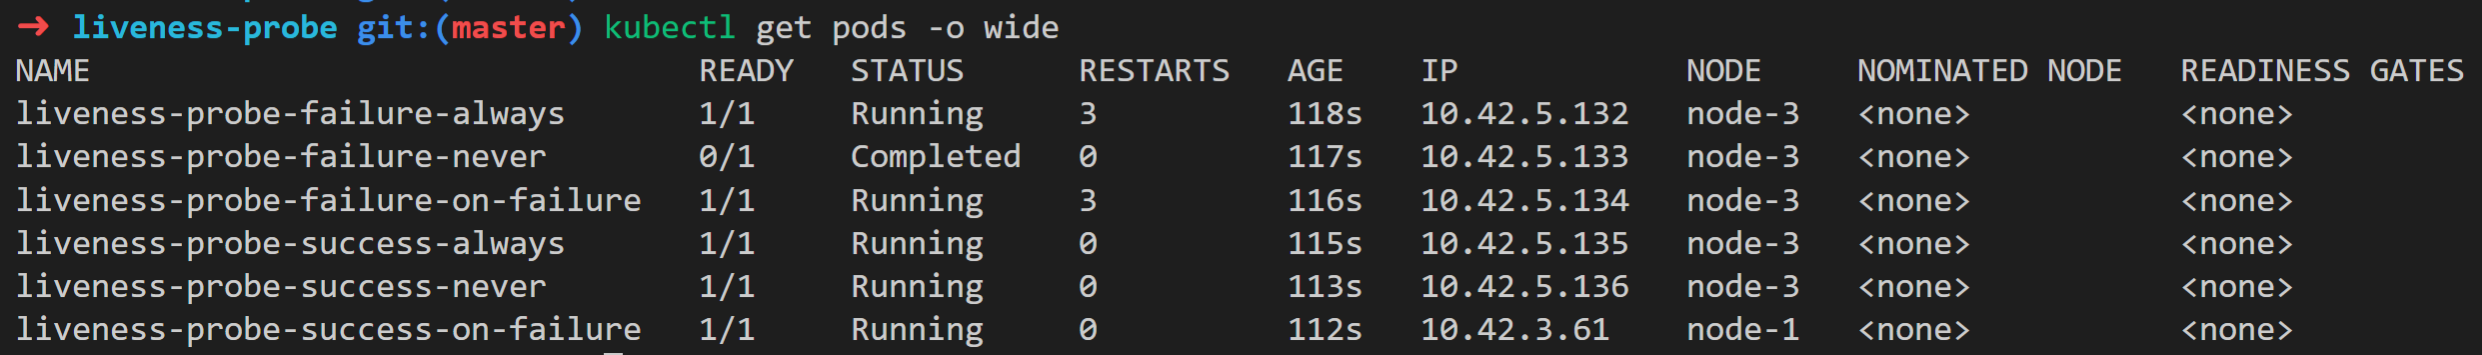 ➜ liveness-probe git:(master) kubectl get pods -o wide
NAME READY STATUS RESTARTS AGE IP NODE NOMINATED NODE READINESS GATES
liveness-probe-failure-always 1/1 Running 3 118s 10.42.5.132 node-3 <none> <none>
liveness-probe-failure-never 0/1 Completed 0 117s 10.42.5.133 node-3 <none> <none>
liveness-probe-failure-on-failure 1/1 Running 3 116s 10.42.5.134 node-3 <none> <none>
liveness-probe-success-always 1/1 Running 0 115s 10.42.5.135 node-3 <none> <none>
liveness-probe-success-never 1/1 Running 0 113s 10.42.5.136 node-3 <none> <none>
liveness-probe-success-on-failure 1/1 Running 0 112s 10.42.3.61 node-1 <none> <none>